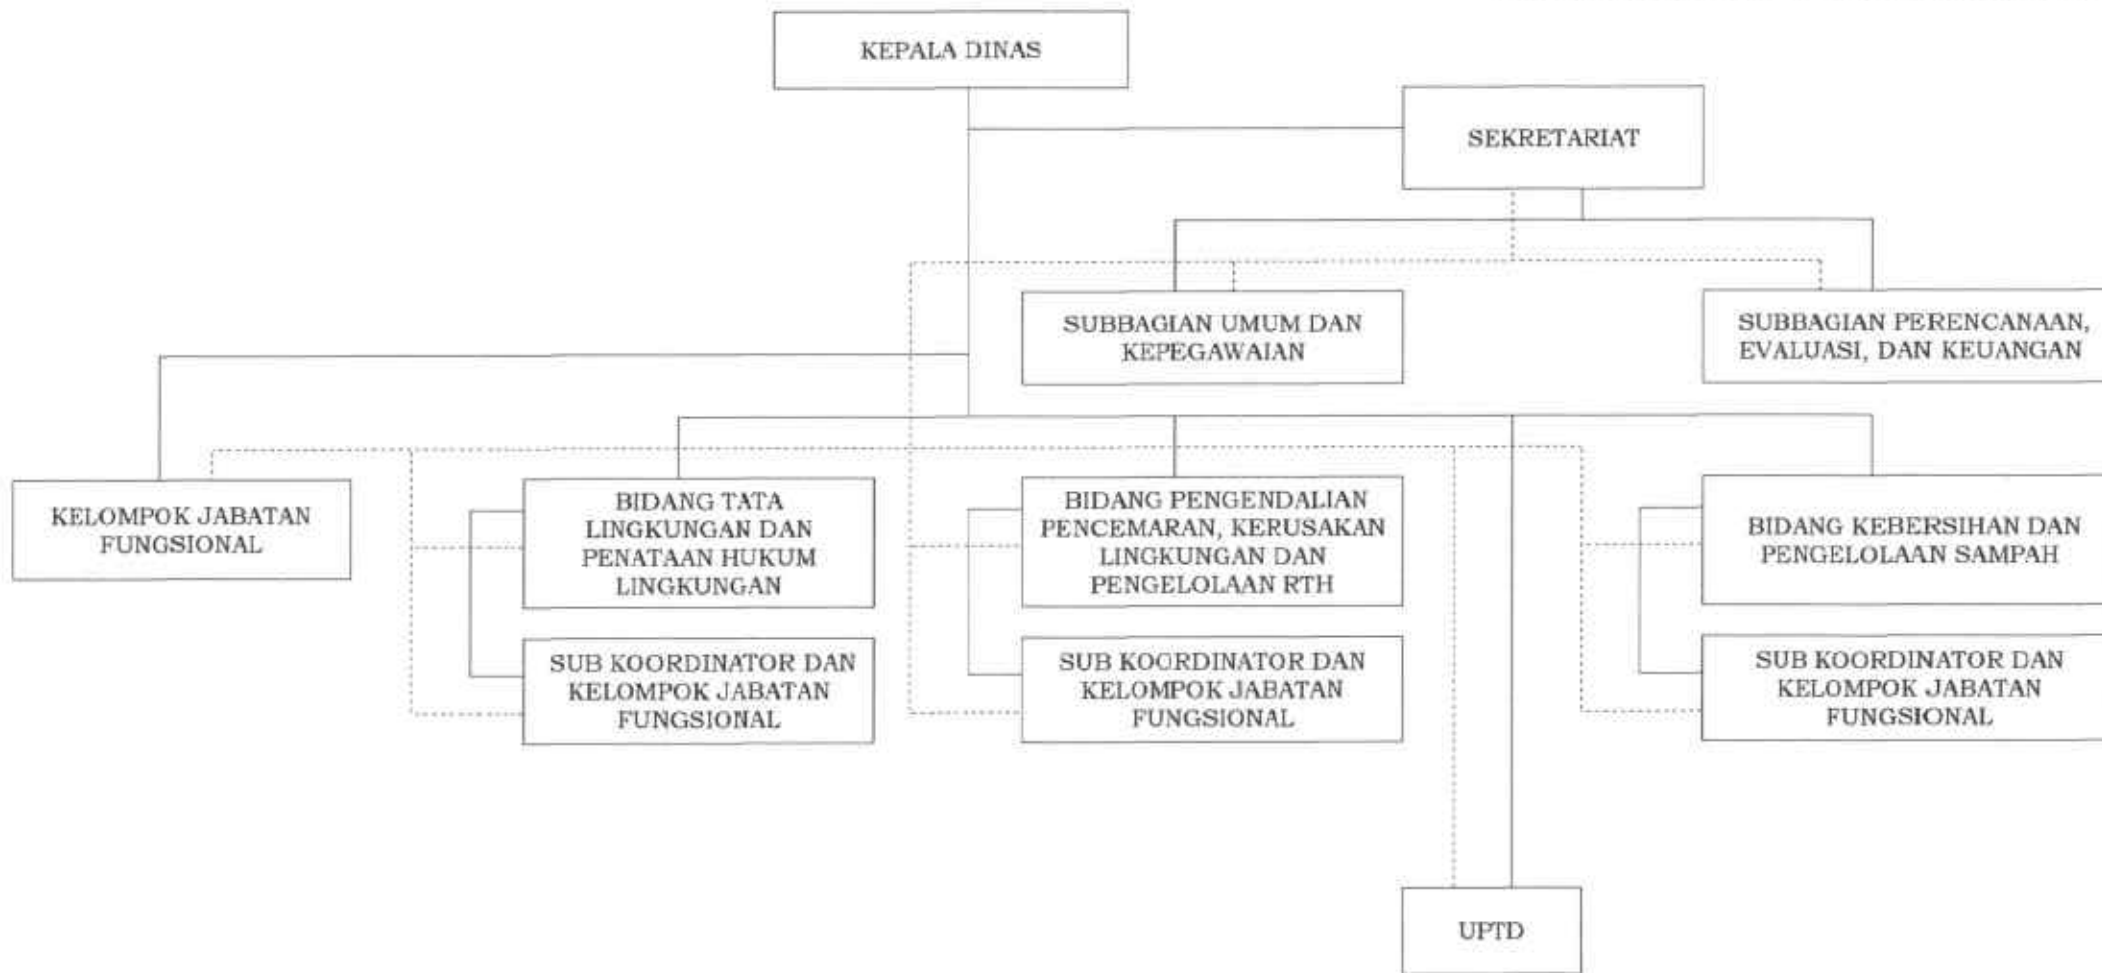 KEPALA DINAS
SEKRETARIAT
SUBBAGIAN UMUM DAN
KEPEGAWAIAN
SUBBAGIAN PERENCANAAN,
EVALUASI, DAN KEUANGAN
KELOMPOK JABATAN
FUNGSIONAL
BIDANG TATA
LINGKUNGAN DAN
PENATAAN HUKUM
LINGKUNGAN
BIDANG PENGENDALIAN
PENCEMARAN, KERUSAKAN
LINGKUNGAN DAN
PENGELOLAAN RTH
BIDANG KEBERSIHAN DAN
PENGELOLAAN SAMPAH
SUB KOORDINATOR DAN
KELOMPOK JABATAN
FUNGSIONAL
SUB KOORDINATOR DAN
KELOMPOK JABATAN
FUNGSIONAL
SUB KOORDINATOR DAN
KELOMPOK JABATAN
FUNGSIONAL
UPTD